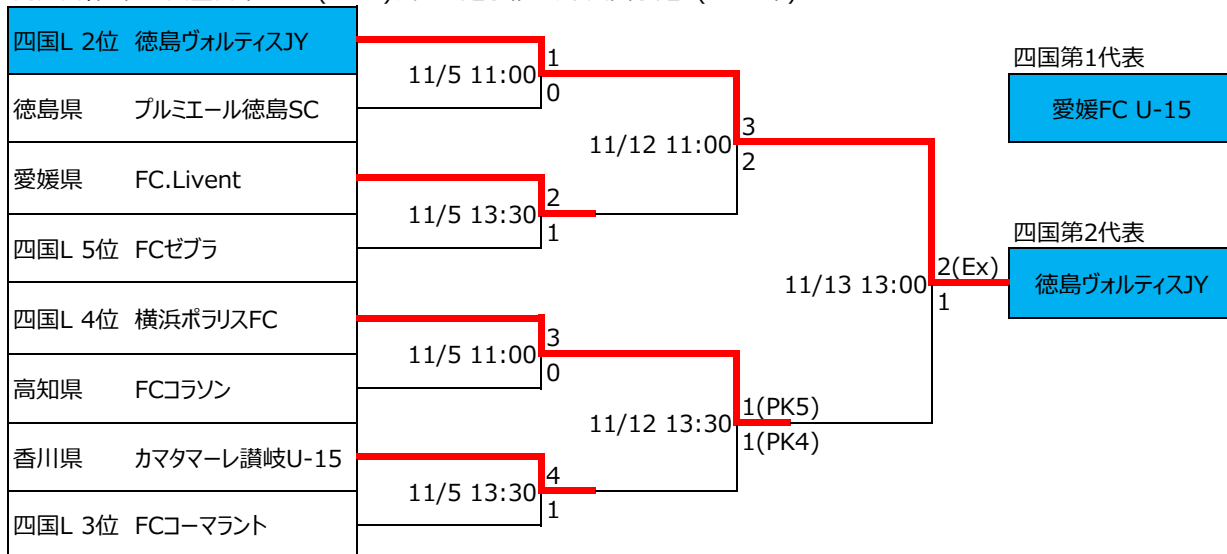 四国L 2位 徳島ヴォルティスJY
徳島県 プルミエール徳島SC
愛媛県 FC.Livent
四国L 5位 FCゼブラ
四国L 4位 横浜ポラリスFC
高知県 FCコラソン
香川県 カマタマーレ讃岐U-15
四国L 3位 FCコーマラント
11/5 11:00
1
0
11/5 13:30
2
1
11/5 11:00
3
0
11/5 13:30
4
1
11/12 11:00
3
2
11/12 13:30
1(PK5)
1(PK4)
11/13 13:00
2(Ex)
1
四国第1代表
愛媛FC U-15
四国第2代表
徳島ヴォルティスJY